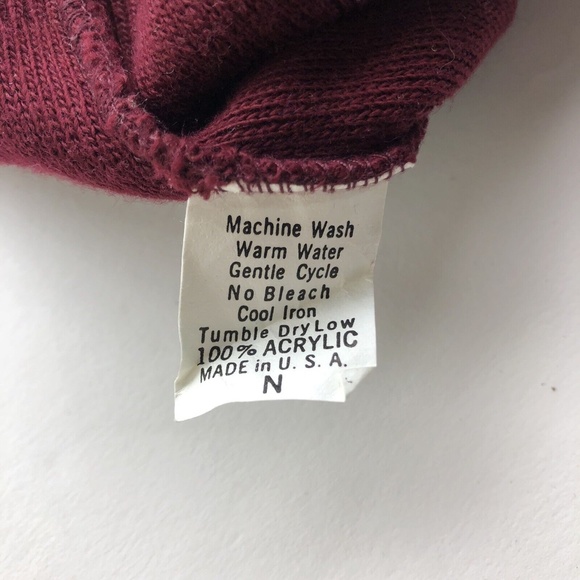 Machine Wash
Warm Water
Gentle Cycle
No Bleach
Cool Iron
Tumble Dry Low
100% ACRYLIC
MADE in U. S. A.
N